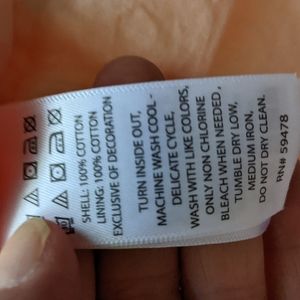 SHELL: 100% COTTON
LINING: 100% COTTON
EXCLUSIVE OF DECORATION
TURN INSIDE OUT,
MACHINE WASH COOL-
DELICATE CYCLE,
WASH WITH LIKE COLORS,
ONLY NON CHLORINE
BLEACH WHEN NEEDED,
TUMBLE DRY LOW,
MEDIUM IRON,
DO NOT DRY CLEAN.
RN# 59478